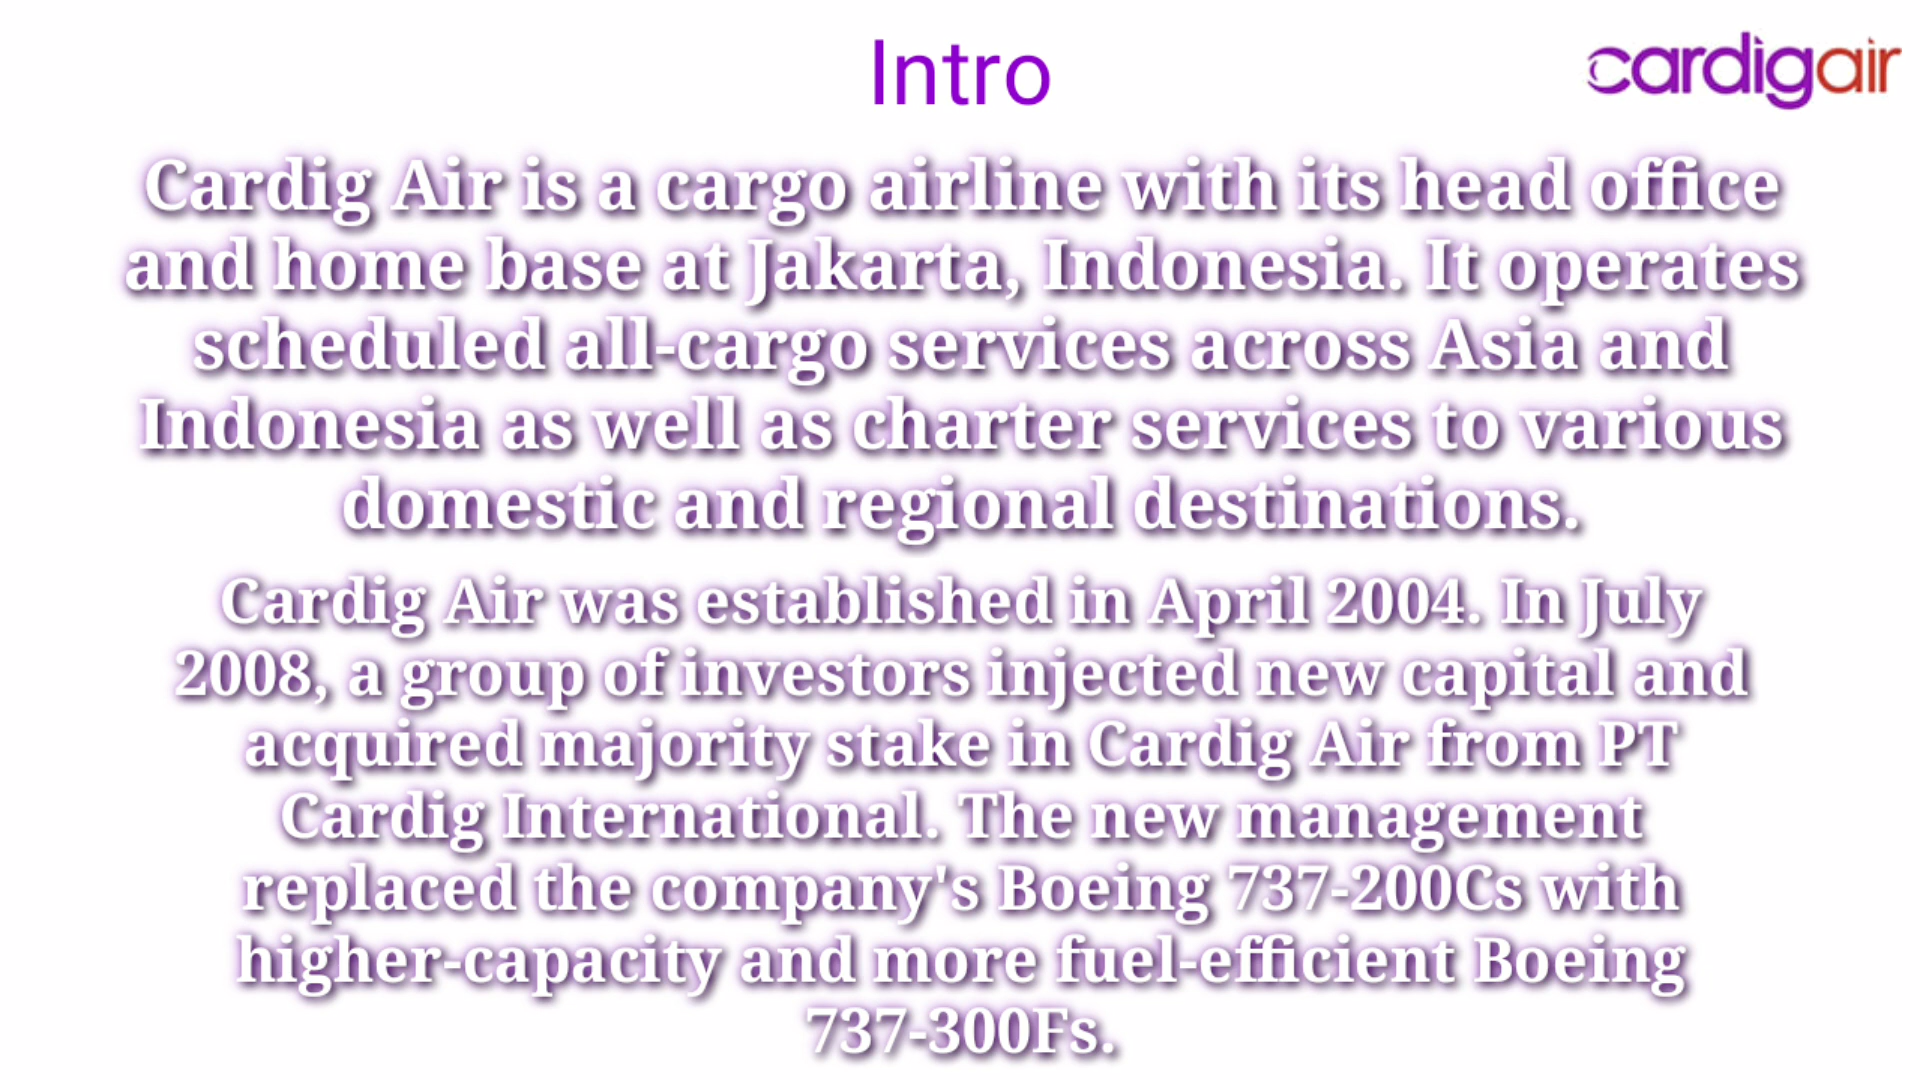 Intro
cardigair
Cardig Air is a cargo airline with its head office
and home base at Jakarta, Indonesia. It operates
scheduled all-cargo services across Asia and
Indonesia as well as charter services to various
domestic and regional destinations.
Cardig Air was established in April 2004. In July
2008, a group of investors injected new capital and
acquired majority stake in Cardig Air from PT
Cardig International. The new management
replaced the company's Boeing 737-200Cs with
higher-capacity and more fuel-efficient Boeing
737-300Fs.